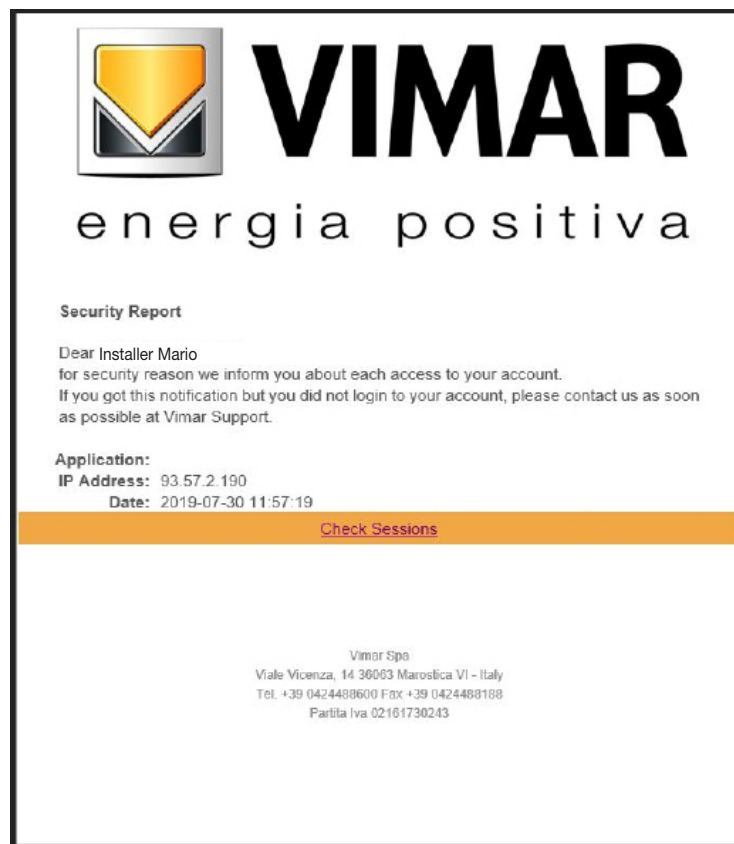 VIMAR
energia positiva
Security Report
Dear Installer Mario
for security reason we inform you about each access to your account.
If you got this notification but you did not login to your account, please contact us as soon
as possible at Vimar Support.
Application:
IP Address: 93.57.2.190
Date: 2019-07-30 11:57:19
Check Sessions
Vimar Spa
Viale Vicenza, 14 36063 Marostica VI - Italy
Tel. +39 0424488600 Fax +39 0424488188
Partita Iva 02161730243